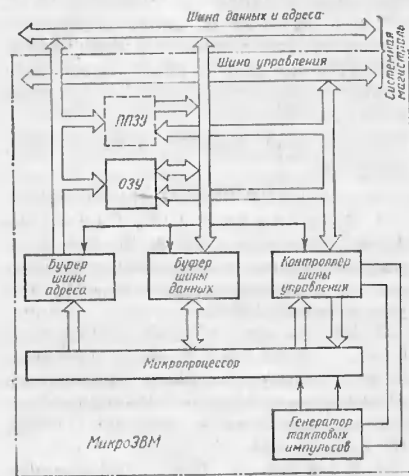 Шина данных и адреса
Шина управления
Системная
магистраль
ППЗУ
ОЗУ
Буфер
шины
адреса
Буфер
шины
данных
Контроллер
шины
управления
Микропроцессор
Генератор
тактовых
импульсов
МикроЭВМ